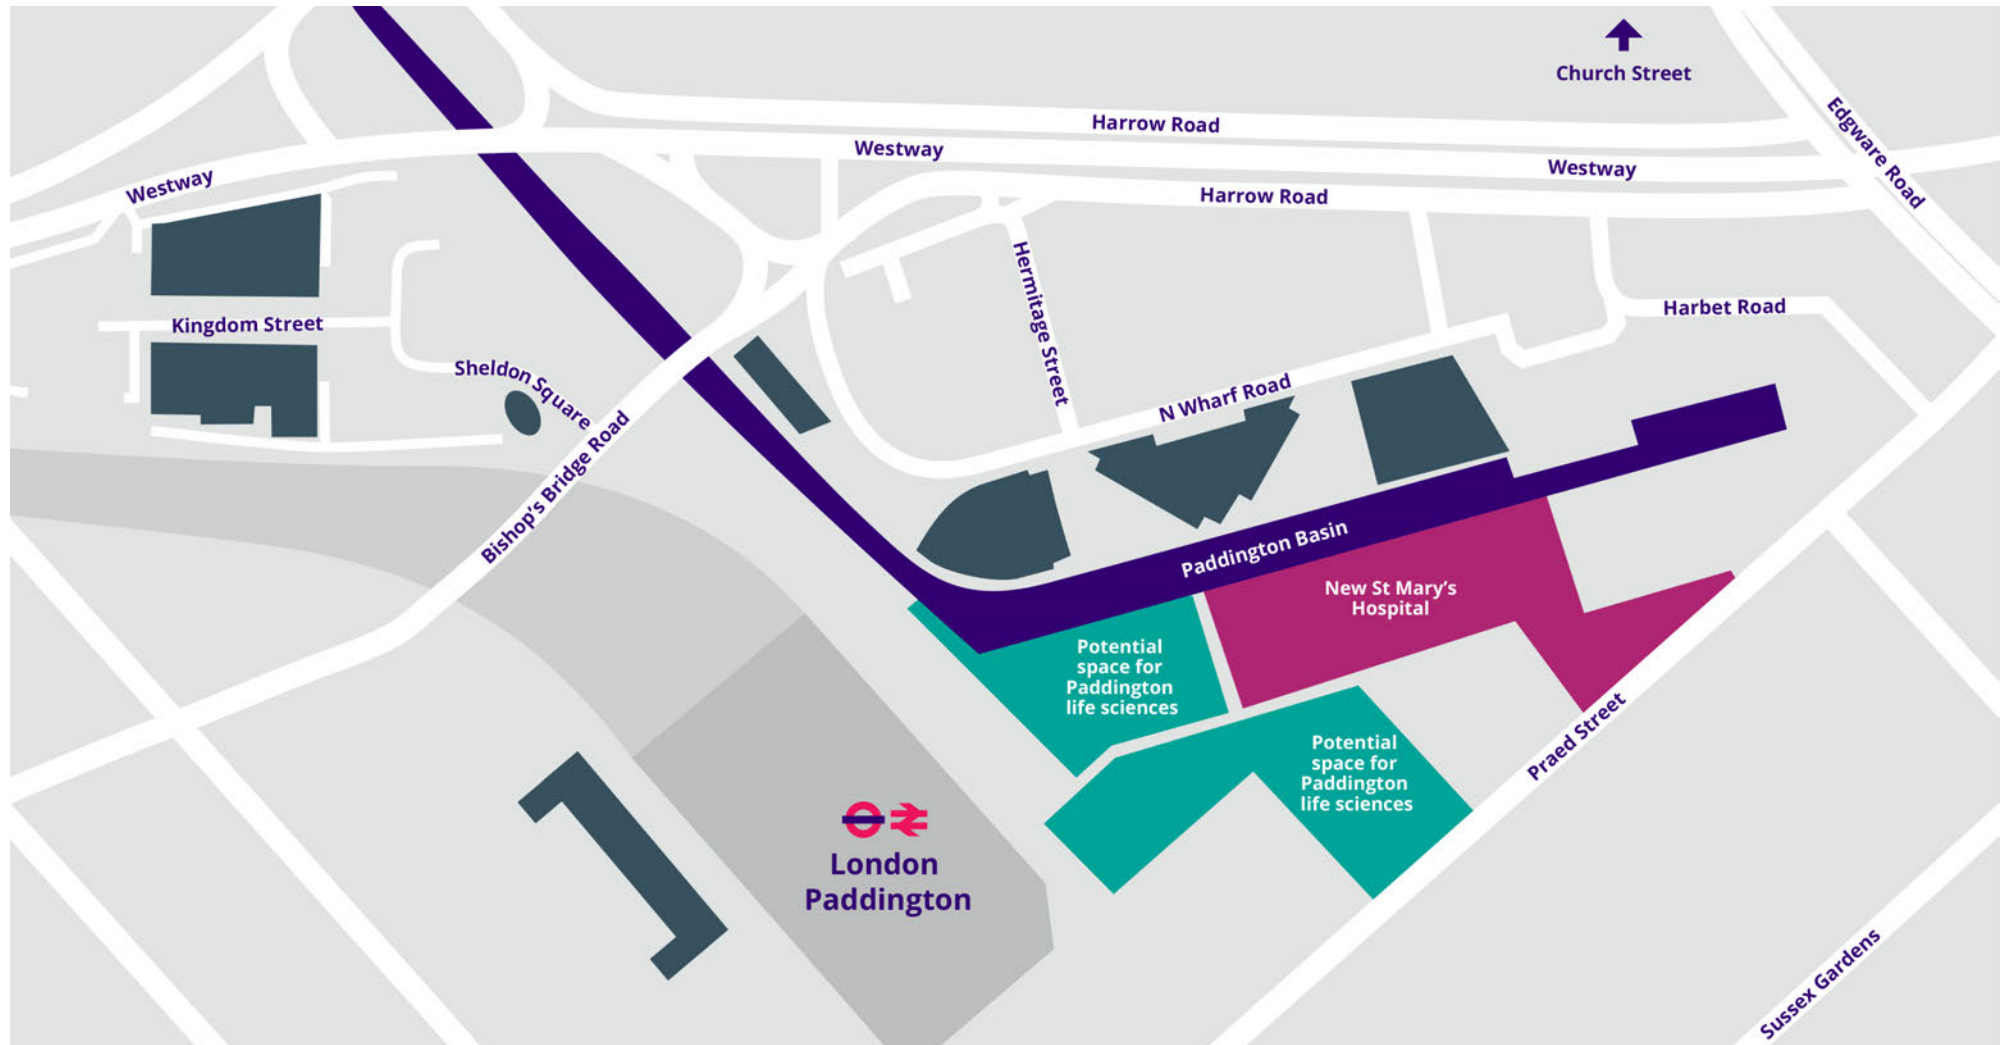 Church Street
Harrow Road
Edgware Road
Westway
Westway
Westway
Harrow Road
Hermitage Street
Harbet Road
Kingdom Street
Sheldon Square
N Wharf Road
Bishop's Bridge Road
Paddington Basin
New St Mary's
Hospital
Potential
space for
Paddington
life sciences
Potential
space for
Paddington
life sciences
Praed Street
London
Paddington
Sussex Gardens